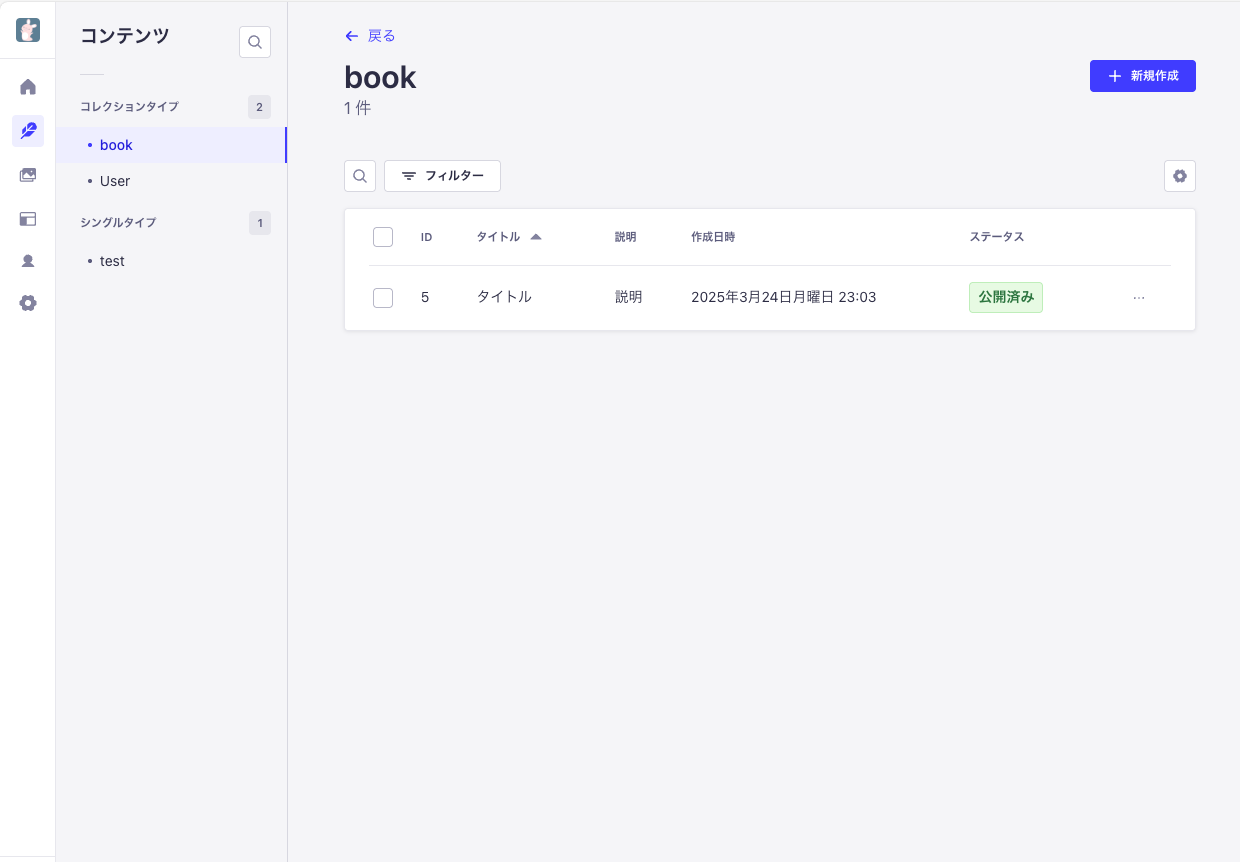 コンテンツ
コレクションタイプ 2
book
User
シングルタイプ 1
test
戻る
book
1 件
新規作成
フィルター
ID タイトル 説明 作成日時 ステータス
5 タイトル 説明 2025年3月24日月曜日 23:03 公開済み